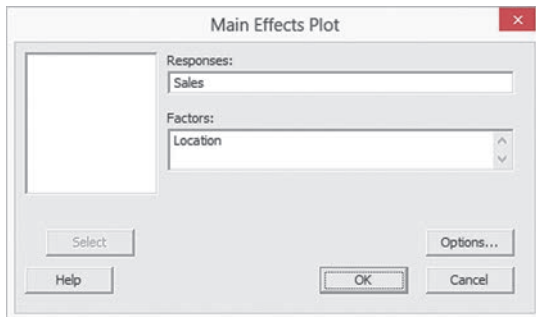 Main Effects Plot
Responses:
Sales
Factors:
Location
Select
Options...
Help
OK
Cancel